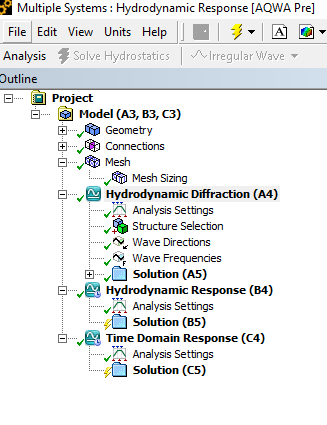 Multiple Systems : Hydrodynamic Response [AQWA Pre]
File Edit View Units Help
Analysis Solve Hydrostatics Irregular Wave
Outline
Project
Model (A3, B3, C3)
Geometry
Connections
Mesh
Mesh Sizing
Hydrodynamic Diffraction (A4)
Analysis Settings
Structure Selection
Wave Directions
Wave Frequencies
Solution (A5)
Hydrodynamic Response (B4)
Analysis Settings
Solution (B5)
Time Domain Response (C4)
Analysis Settings
Solution (C5)